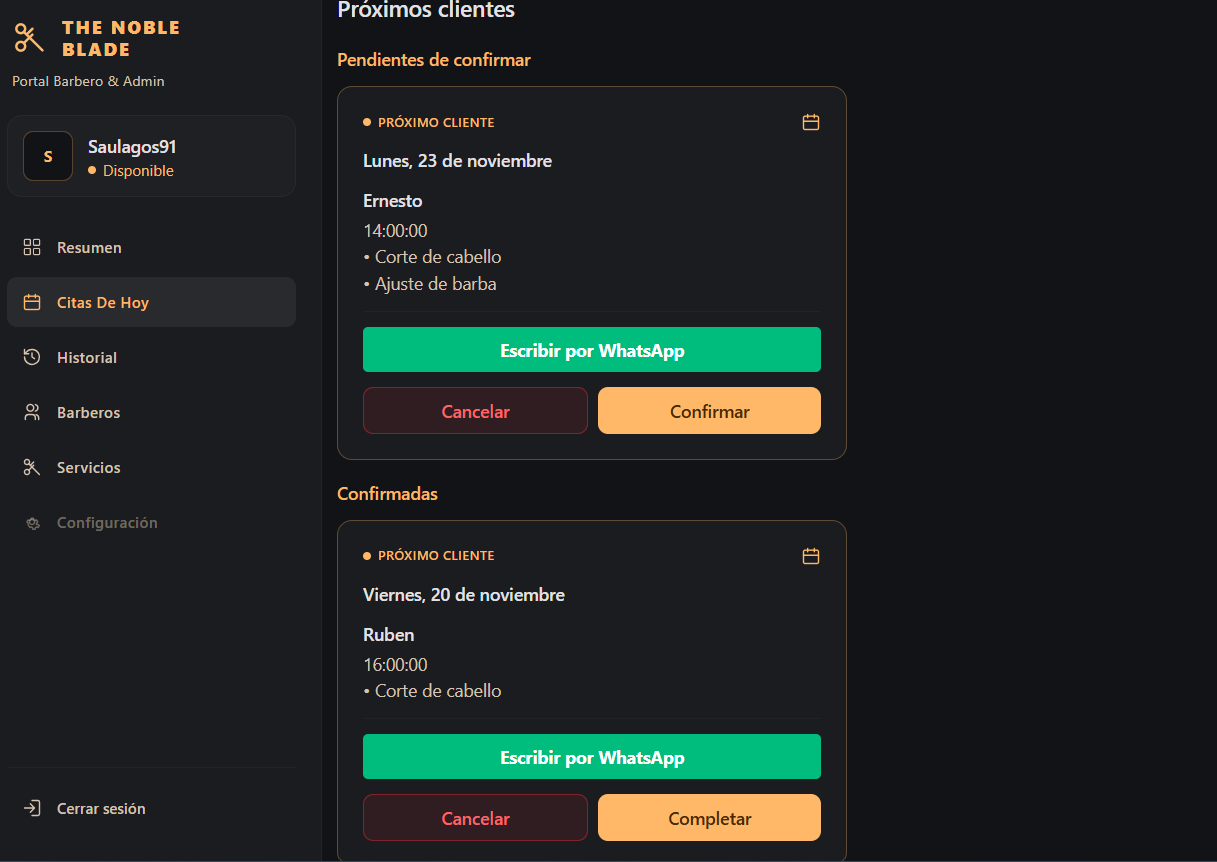 THE NOBLE
BLADE
Portal Barbero & Admin
S
Saulagos91
Disponible
Resumen
Citas De Hoy
Historial
Barberos
Servicios
Configuración
Cerrar sesión
Próximos clientes
Pendientes de confirmar
PRÓXIMO CLIENTE
Lunes, 23 de noviembre
Ernesto
14:00:00
• Corte de cabello
• Ajuste de barba
Escribir por WhatsApp
Cancelar
Confirmar
Confirmadas
PRÓXIMO CLIENTE
Viernes, 20 de noviembre
Ruben
16:00:00
• Corte de cabello
Escribir por WhatsApp
Cancelar
Completar